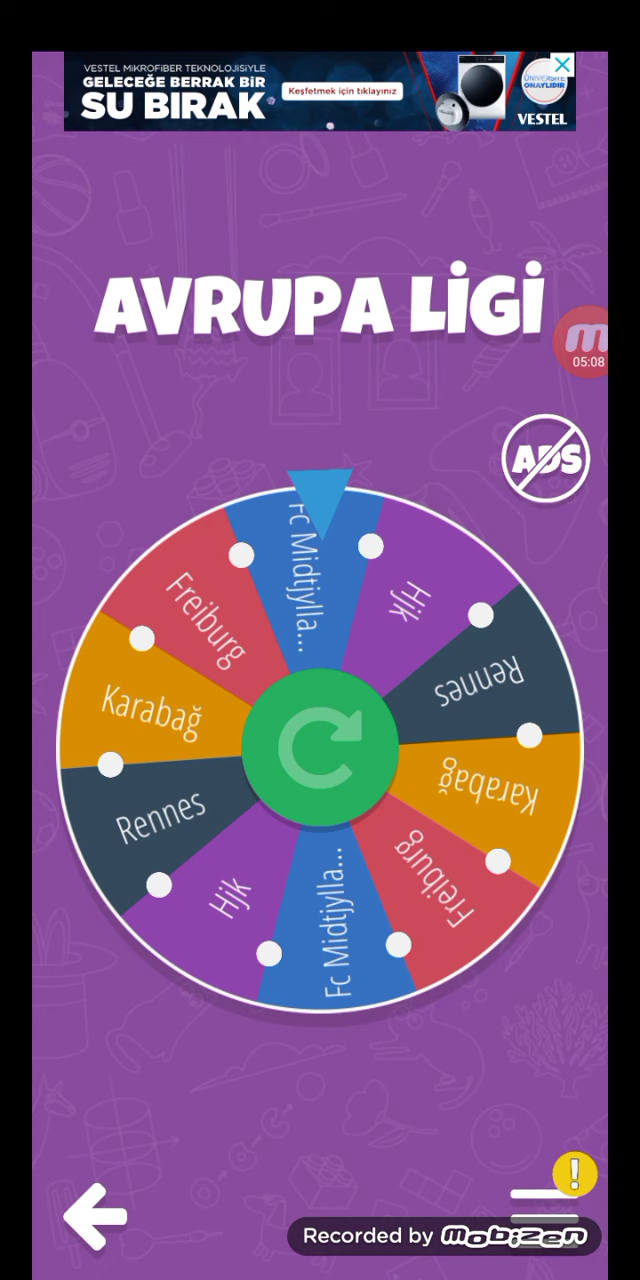 VESTEL MİKROFİBER TEKNOLOJİSİYLE
GELECEĞE BERRAK BİR
SU BIRAK
Keşfetmek için tıklayınız
ÜNİVERSİTE
ONAYLIDIR
VESTEL
AVRUPA LİGİ
05:08
ADS
Fc Midtjylla...
Hjk
Rennes
Karabağ
Freiburg
Fc Midtjylla...
Hjk
Rennes
Karabağ
Freiburg
Recorded by mobizen